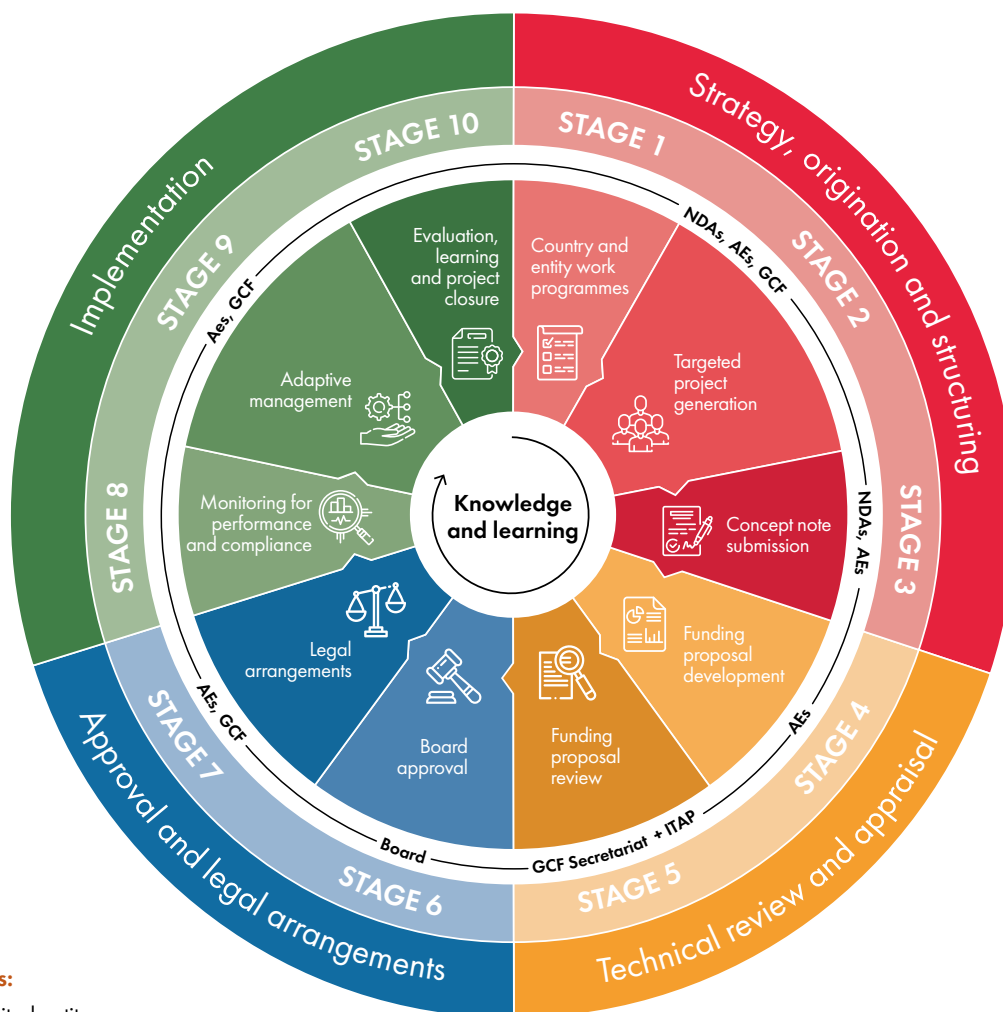 Strategy, origination and structuring
Technical review and appraisal
Approval and legal arrangements
Implementation
STAGE 1
STAGE 2
STAGE 3
STAGE 4
STAGE 5
STAGE 6
STAGE 7
STAGE 8
STAGE 9
STAGE 10
NDAs, AEs, GCF
NDAs, AEs
AEs
GCF Secretariat + ITAP
Board
AEs, GCF
Aes, GCF
Country and
entity work
programmes
Targeted
project
generation
Concept note
submission
Funding
proposal
development
Funding
proposal
review
Board
approval
Legal
arrangements
Monitoring for
performance
and compliance
Adaptive
management
Evaluation,
learning
and project
closure
Knowledge
and learning
s: